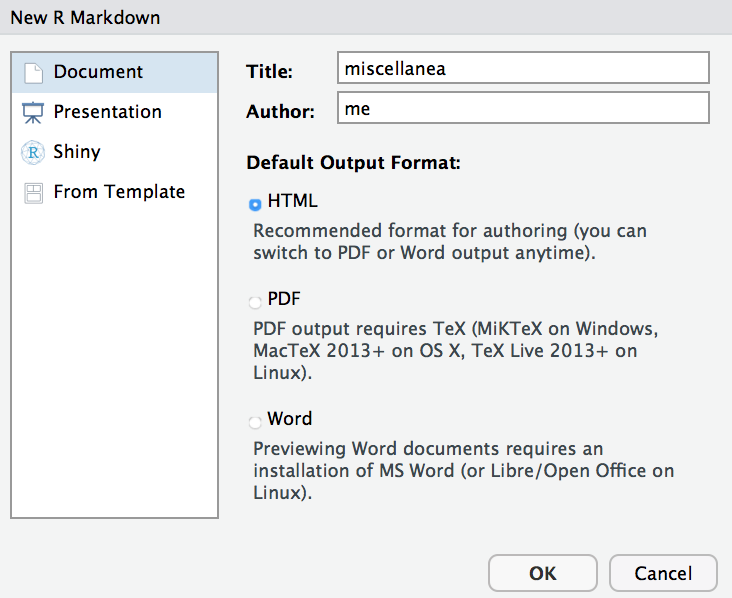 New R Markdown
Document
Presentation
Shiny
From Template
Title:
miscellanea
Author:
me
Default Output Format:
HTML
Recommended format for authoring (you can
switch to PDF or Word output anytime).
PDF
PDF output requires TeX (MiKTeX on Windows,
MacTeX 2013+ on OS X, TeX Live 2013+ on
Linux).
Word
Previewing Word documents requires an
installation of MS Word (or Libre/Open Office on
Linux).
OK
Cancel